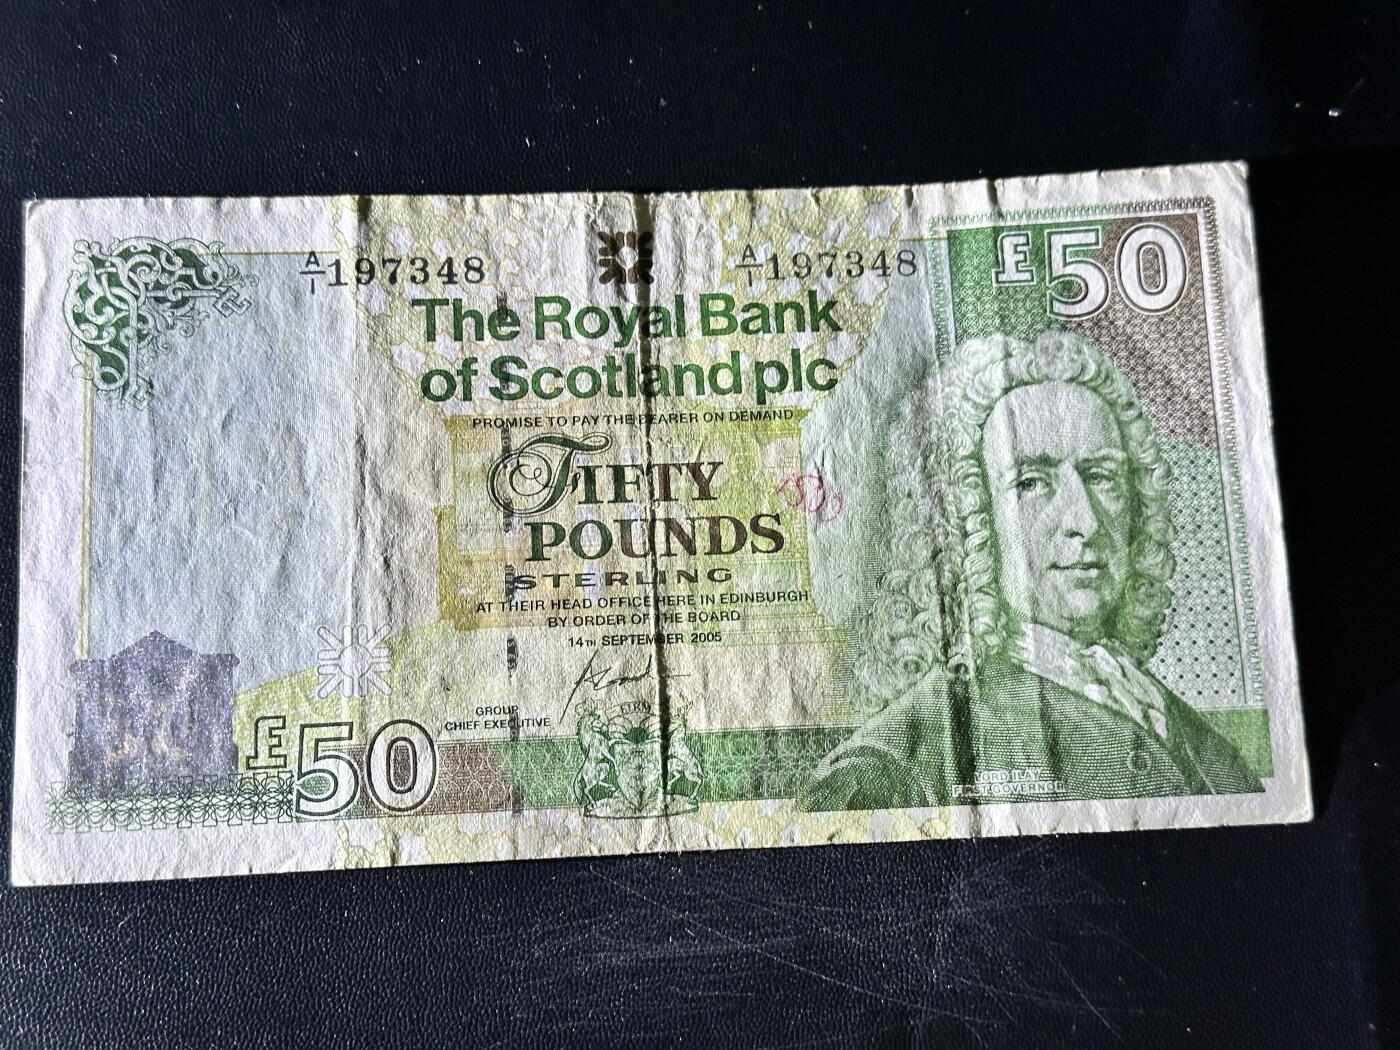 A/1 197348
A/1 197348
£50
The Royal Bank
of Scotland plc
PROMISE TO PAY THE BEARER ON DEMAND
FIFTY
POUNDS
STERLING
AT THEIR HEAD OFFICE HERE IN EDINBURGH
BY ORDER OF THE BOARD
14TH SEPTEMBER 2005
GROUP
CHIEF EXECUTIVE
£50
LORD ILAY
FIRST GOVERNOR